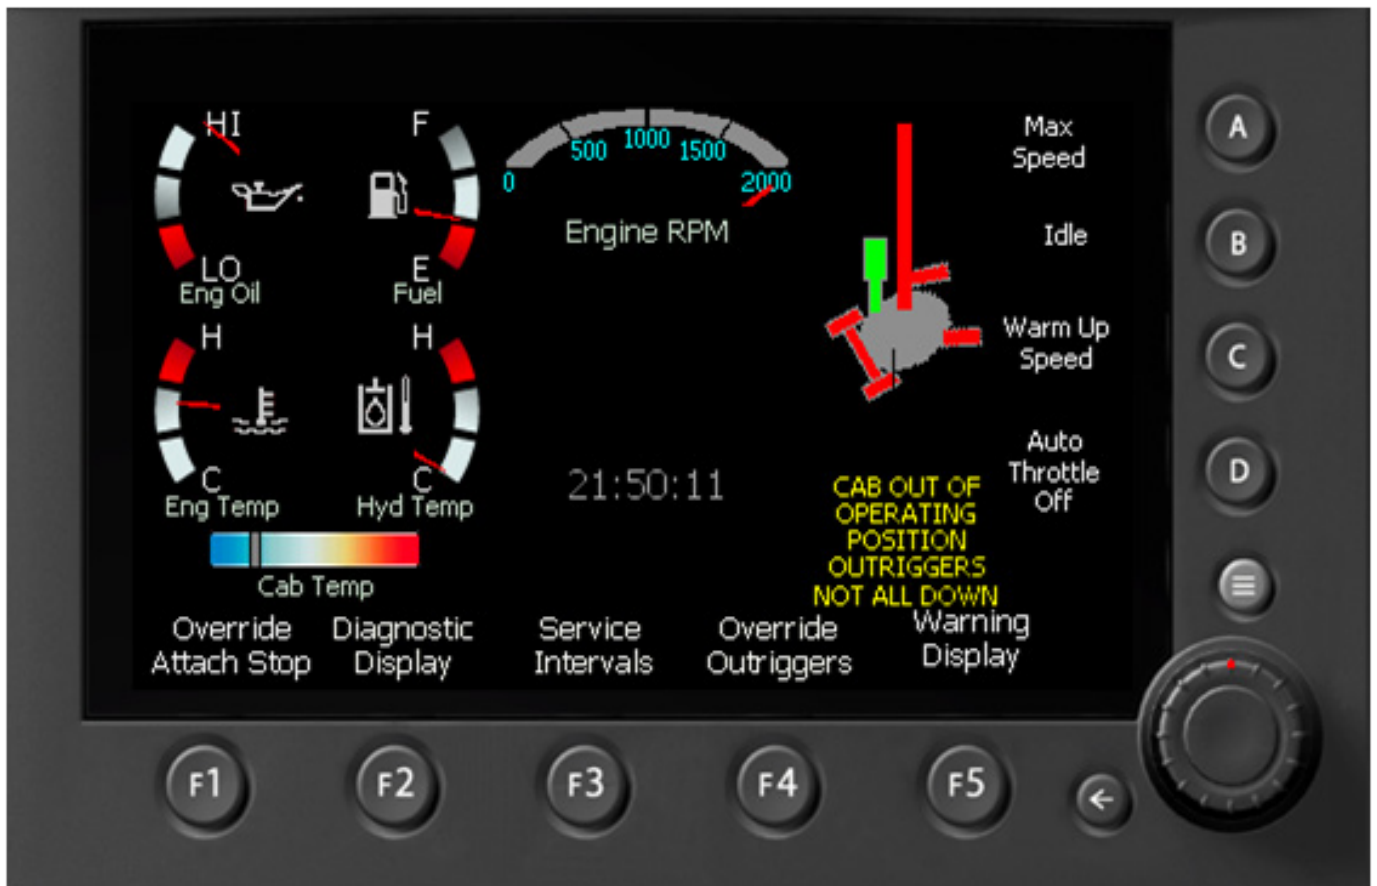 HI
F
LO
E
Eng Oil
Fuel
H
H
C
C
Eng Temp
Hyd Temp
Cab Temp
0
500
1000
1500
2000
Engine RPM
21:50:11
Max
Speed
Idle
Warm Up
Speed
Auto
Throttle
Off
CAB OUT OF
OPERATING
POSITION
OUTRIGGERS
NOT ALL DOWN
Override
Attach Stop
Diagnostic
Display
Service
Intervals
Override
Outriggers
Warning
Display
A
B
C
D
F1
F2
F3
F4
F5